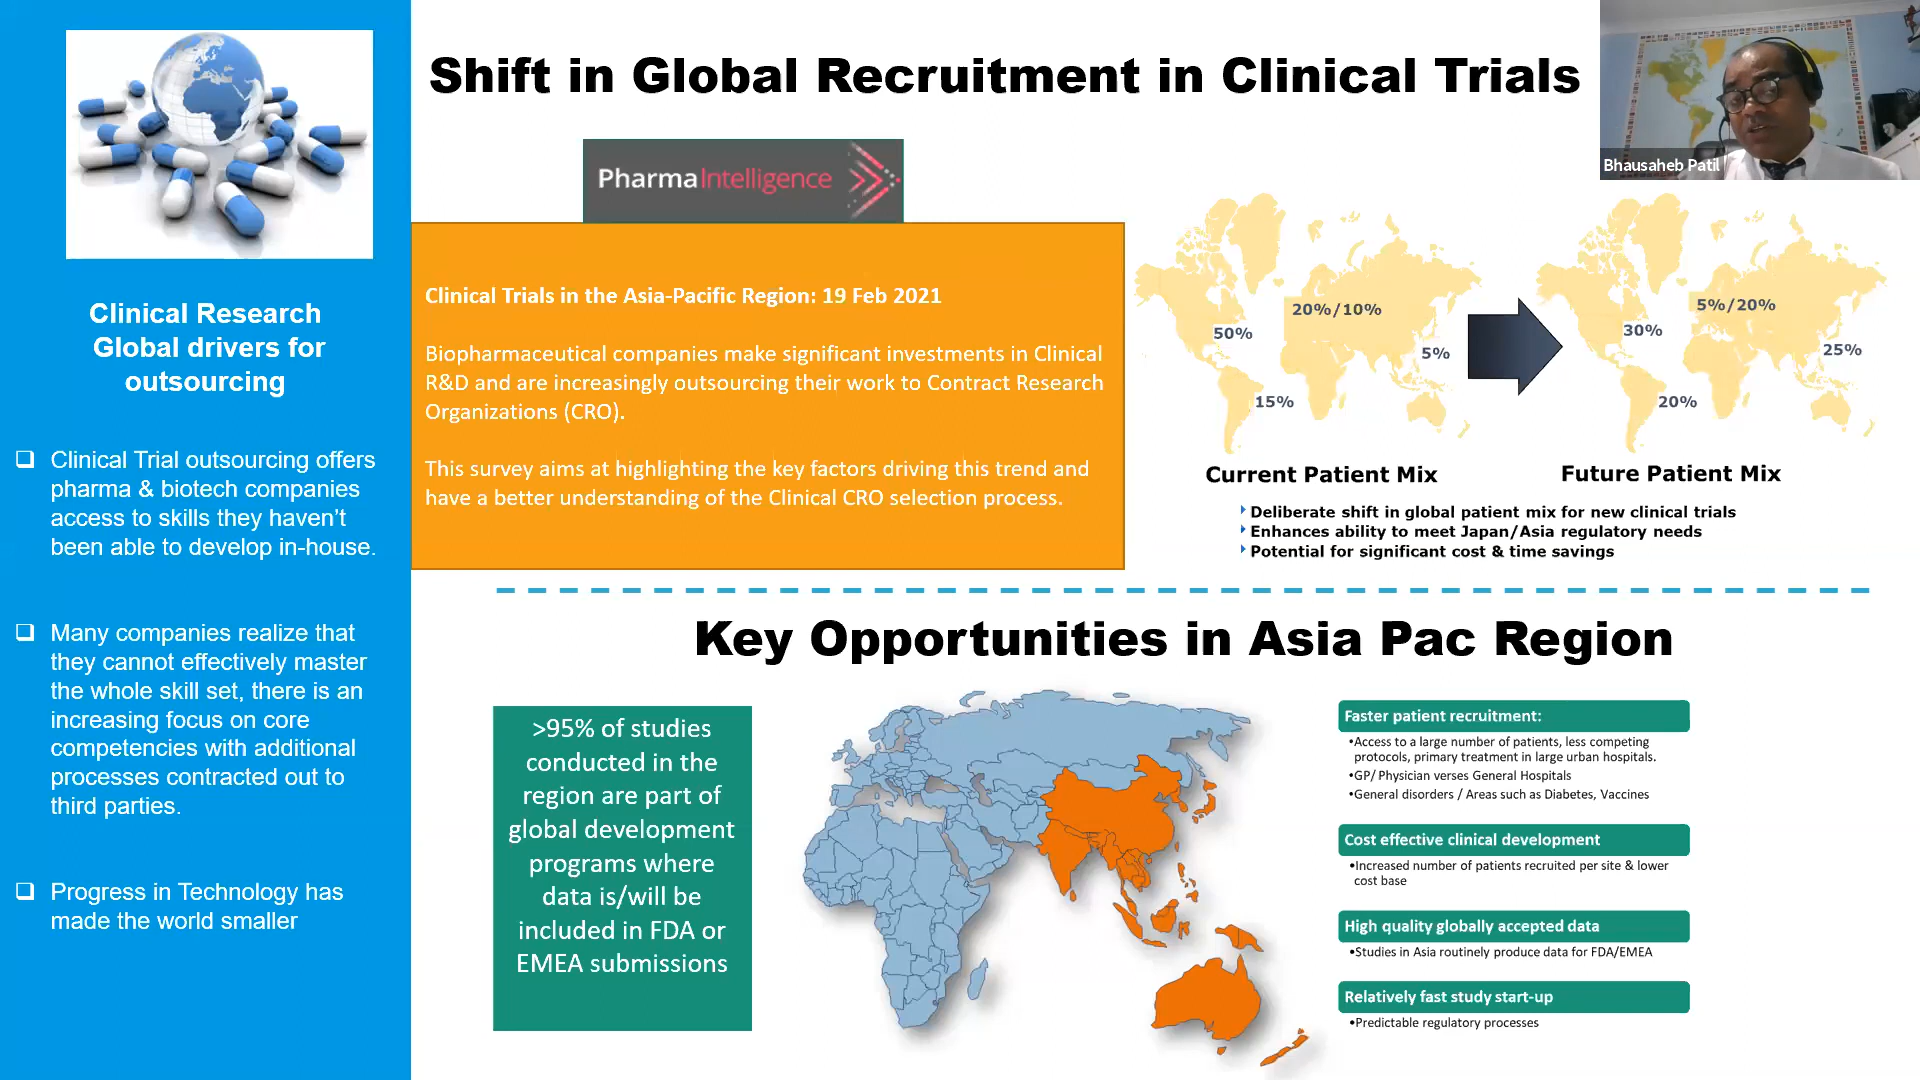 Shift in Global Recruitment in Clinical Trials
Bhausaheb Patil
PharmaIntelligence
Clinical Research
Global drivers for
outsourcing
❑ Clinical Trial outsourcing offers
pharma & biotech companies
access to skills they haven't
been able to develop in-house.
❑ Many companies realize that
they cannot effectively master
the whole skill set, there is an
increasing focus on core
competencies with additional
processes contracted out to
third parties.
❑ Progress in Technology has
made the world smaller
Clinical Trials in the Asia-Pacific Region: 19 Feb 2021
Biopharmaceutical companies make significant investments in Clinical
R&D and are increasingly outsourcing their work to Contract Research
Organizations (CRO).
This survey aims at highlighting the key factors driving this trend and
have a better understanding of the Clinical CRO selection process.
20%/10%
50%
5%
15%
Current Patient Mix
5%/20%
30%
25%
20%
Future Patient Mix
Deliberate shift in global patient mix for new clinical trials
Enhances ability to meet Japan/Asia regulatory needs
Potential for significant cost & time savings
Key Opportunities in Asia Pac Region
>95% of studies
conducted in the
region are part of
global development
programs where
data is/will be
included in FDA or
EMEA submissions
Faster patient recruitment:
•Access to a large number of patients, less competing
protocols, primary treatment in large urban hospitals.
•GP/ Physician verses General Hospitals
•General disorders / Areas such as Diabetes, Vaccines
Cost effective clinical development
•Increased number of patients recruited per site & lower
cost base
High quality globally accepted data
•Studies in Asia routinely produce data for FDA/EMEA
Relatively fast study start-up
•Predictable regulatory processes